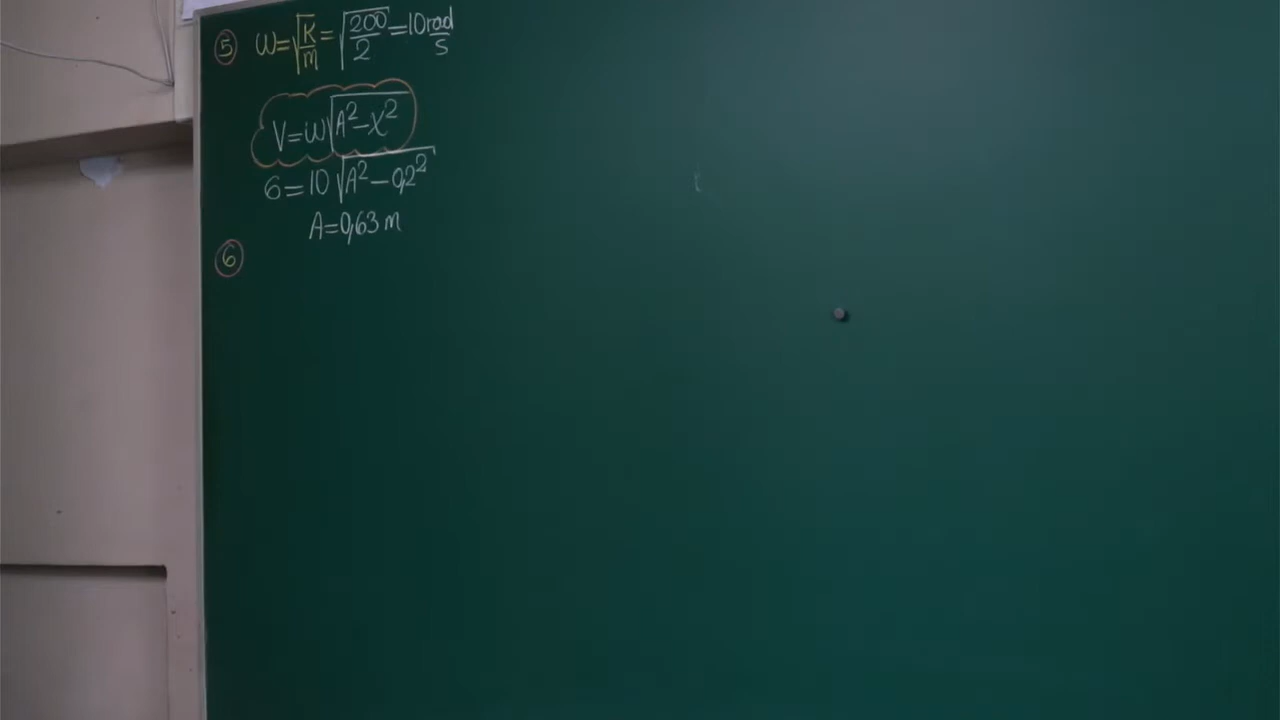 ⑤ ω=√K/m=√200/2=10 rad/s
V=ω√A²-x²
6=10√A²-0,2²
A=0,63 m
⑥